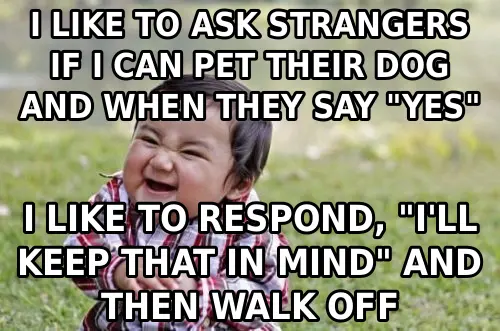 I LIKE TO ASK STRANGERS
IF I CAN PET THEIR DOG
AND WHEN THEY SAY "YES"
I LIKE TO RESPOND, "I'LL
KEEP THAT IN MIND" AND
THEN WALK OFF